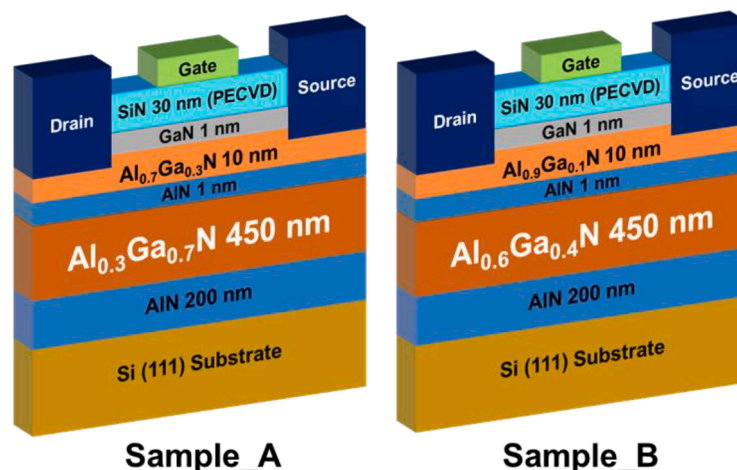 Gate
Drain
Source
SiN 30 nm (PECVD)
GaN 1 nm
Al0.7Ga0.3N 10 nm
AlN 1 nm
Al0.3Ga0.7N 450 nm
AlN 200 nm
Si (111) Substrate
Sample_A
Gate
Drain
Source
SiN 30 nm (PECVD)
GaN 1 nm
Al0.9Ga0.1N 10 nm
AlN 1 nm
Al0.6Ga0.4N 450 nm
AlN 200 nm
Si (111) Substrate
Sample_B